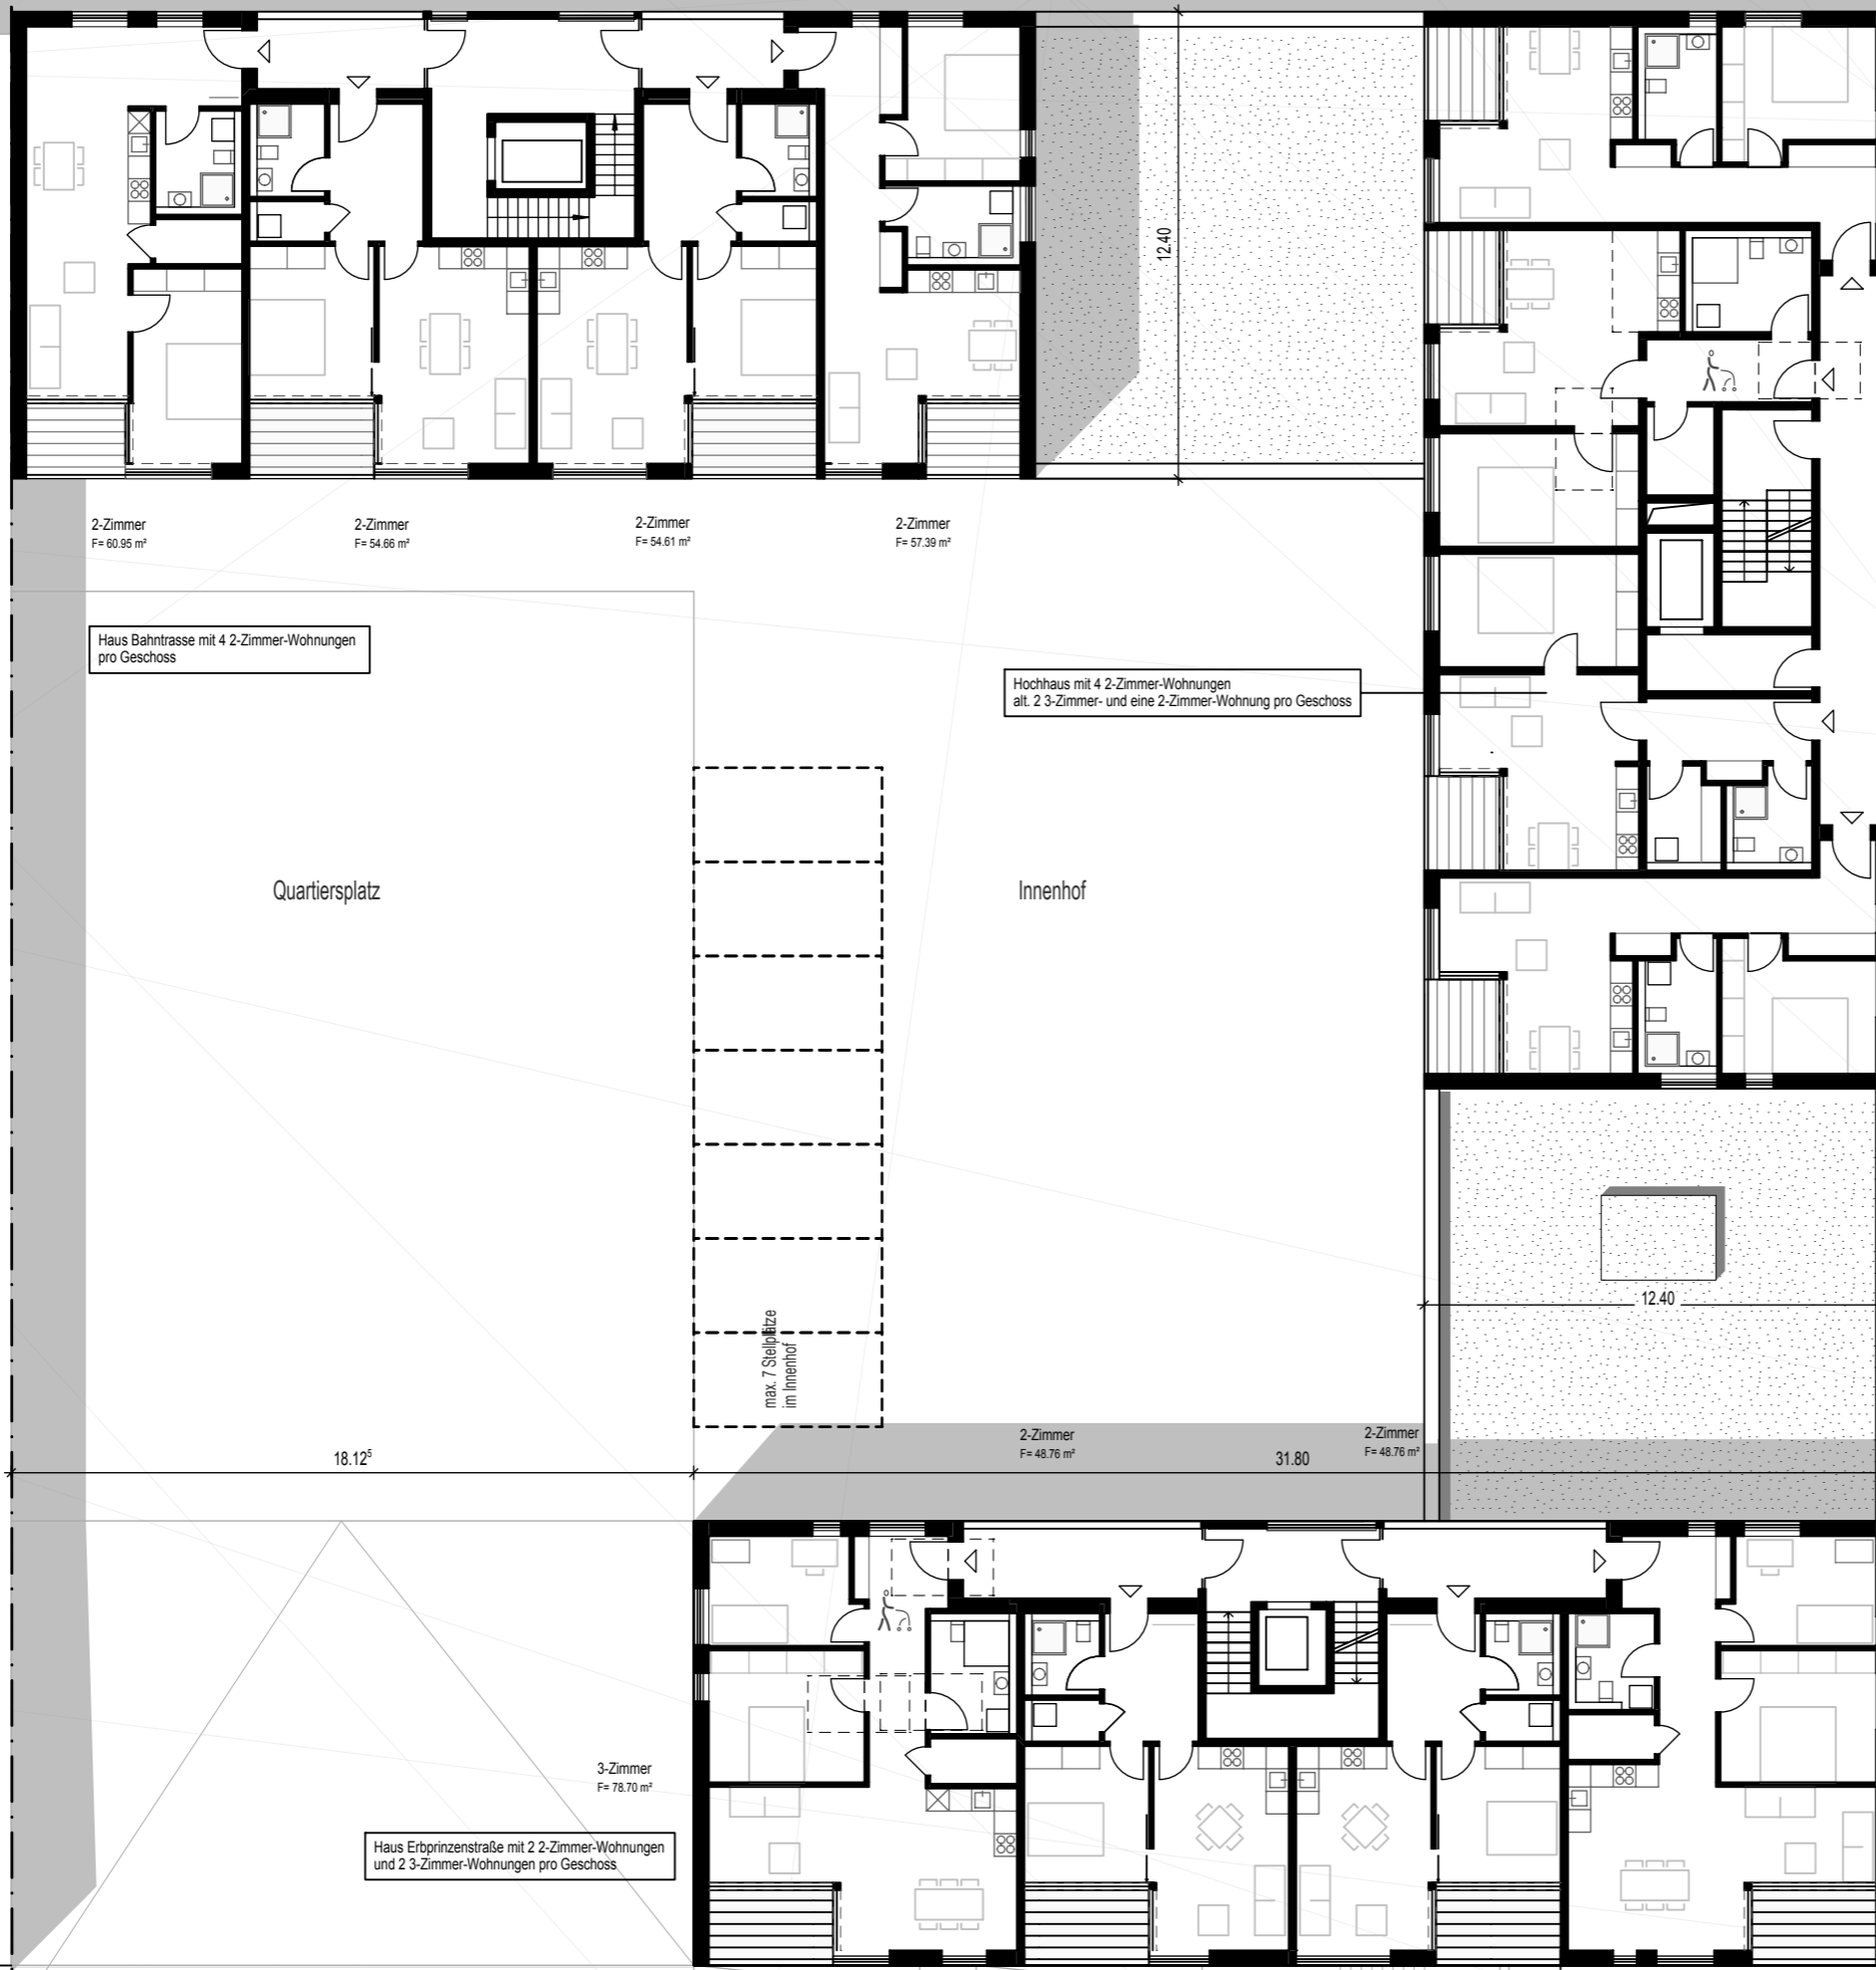 12.40
2-Zimmer
F= 60.95 m²
2-Zimmer
F= 54.66 m²
2-Zimmer
F= 54.61 m²
2-Zimmer
F= 57.39 m²
Haus Bahntrasse mit 4 2-Zimmer-Wohnungen
pro Geschoss
Hochhaus mit 4 2-Zimmer-Wohnungen
alt. 2 3-Zimmer- und eine 2-Zimmer-Wohnung pro Geschoss
Quartiersplatz
Innenhof
12.40
max. 7 Stellplätze
im Innenhof
2-Zimmer
F= 48.76 m²
2-Zimmer
F= 48.76 m²
18.12⁵
31.80
3-Zimmer
F= 78.70 m²
Haus Erbprinzenstraße mit 2 2-Zimmer-Wohnungen
und 2 3-Zimmer-Wohnungen pro Geschoss